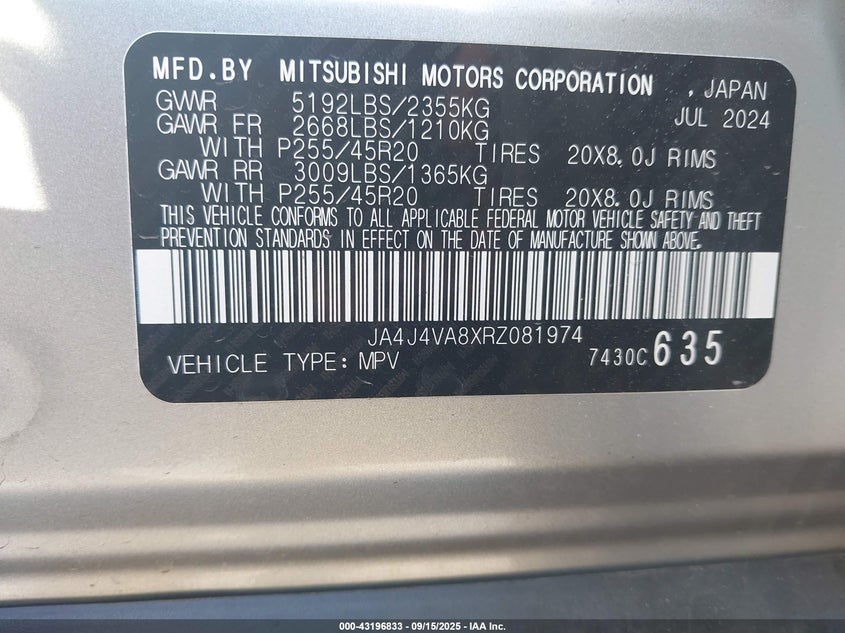 MFD.BY MITSUBISHI MOTORS CORPORATION , JAPAN
GWWR 5192LBS/2355KG JUL 2024
GAWR FR 2668LBS/1210KG
WITH P255/45R20 TIRES 20X8.0J RIMS
GAWR RR 3009LBS/1365KG
WITH P255/45R20 TIRES 20X8.0J RIMS
THIS VEHICLE CONFORMS TO ALL APPLICABLE FEDERAL MOTOR VEHICLE SAFETY AND THEFT
PREVENTION STANDARDS IN EFFECT ON THE DATE OF MANUFACTURE SHOWN ABOVE.
JA4J4VA8XRZ081974
VEHICLE TYPE: MPV 7430C 635
000-43196833 - 09/15/2025 - IAA Inc.